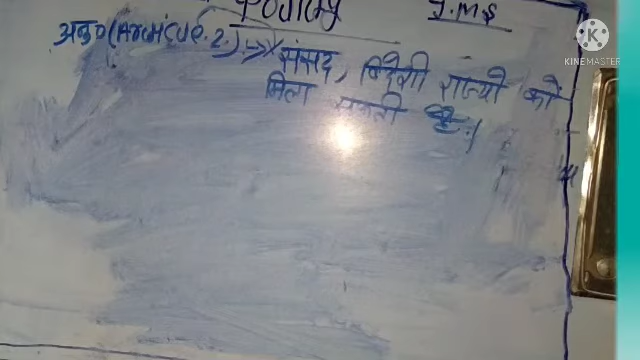 Polity J.M.S
अनु० (Article.2) → संसद, विदेशी राज्यो को
मिला सकती है।
KINEMASTER